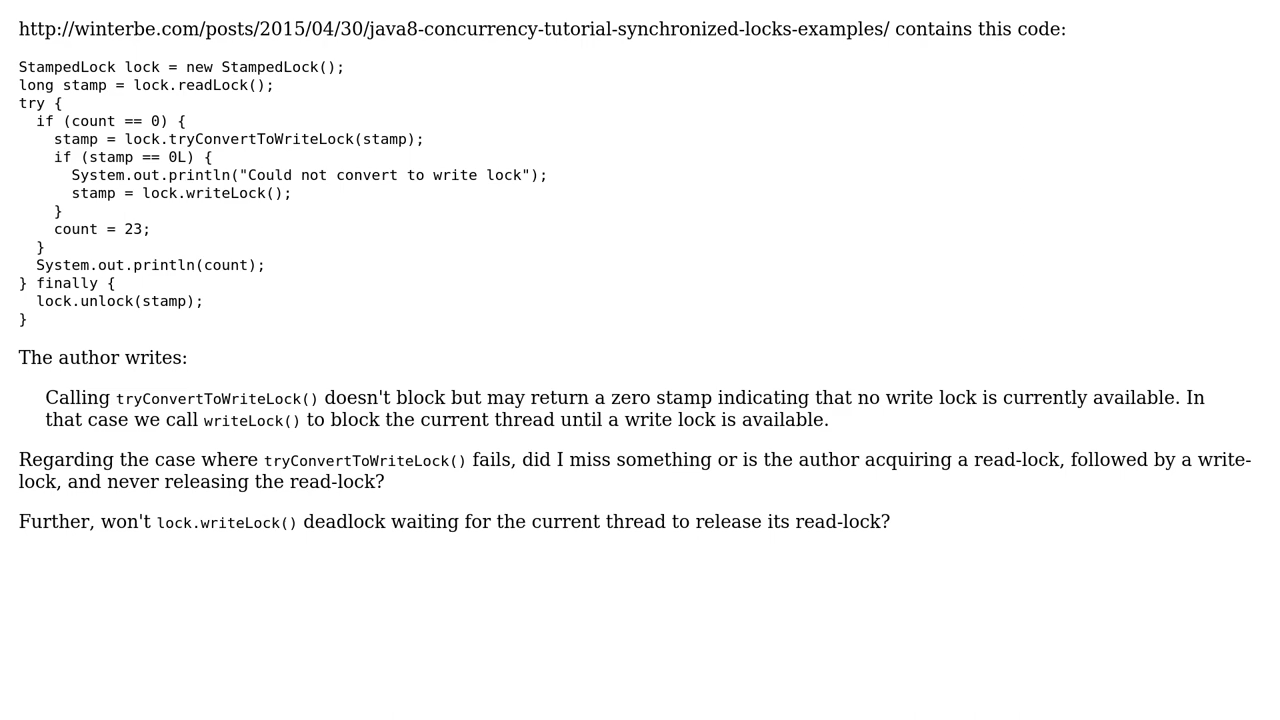 http://winterbe.com/posts/2015/04/30/java8-concurrency-tutorial-synchronized-locks-examples/ contains this code:
StampedLock lock = new StampedLock();
long stamp = lock.readLock();
try {
  if (count == 0) {
    stamp = lock.tryConvertToWriteLock(stamp);
    if (stamp == 0L) {
      System.out.println("Could not convert to write lock");
      stamp = lock.writeLock();
    }
    count = 23;
  }
  System.out.println(count);
} finally {
  lock.unlock(stamp);
}
The author writes:
Calling tryConvertToWriteLock() doesn't block but may return a zero stamp indicating that no write lock is currently available. In
that case we call writeLock() to block the current thread until a write lock is available.
Regarding the case where tryConvertToWriteLock() fails, did I miss something or is the author acquiring a read-lock, followed by a write-
lock, and never releasing the read-lock?
Further, won't lock.writeLock() deadlock waiting for the current thread to release its read-lock?